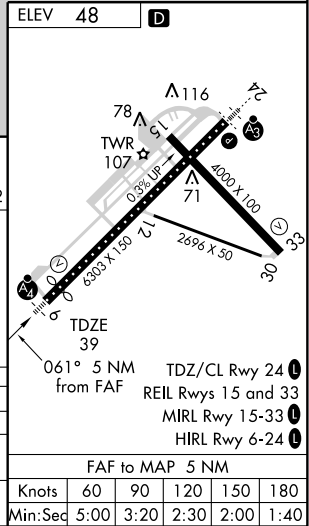 ELEV 48 D
24
116
78
15
A3
TWR
107
P
0.3% UP
4000 X 100
71
V
33
V
12
6303 X 150
2696 X 50
30
A4
6
TDZE
39
061° 5 NM
from FAF
TDZ/CL Rwy 24 L
REIL Rwys 15 and 33
MIRL Rwy 15-33 L
HIRL Rwy 6-24 L
FAF to MAP 5 NM
Knots 60 90 120 150 180
Min:Sec 5:00 3:20 2:30 2:00 1:40